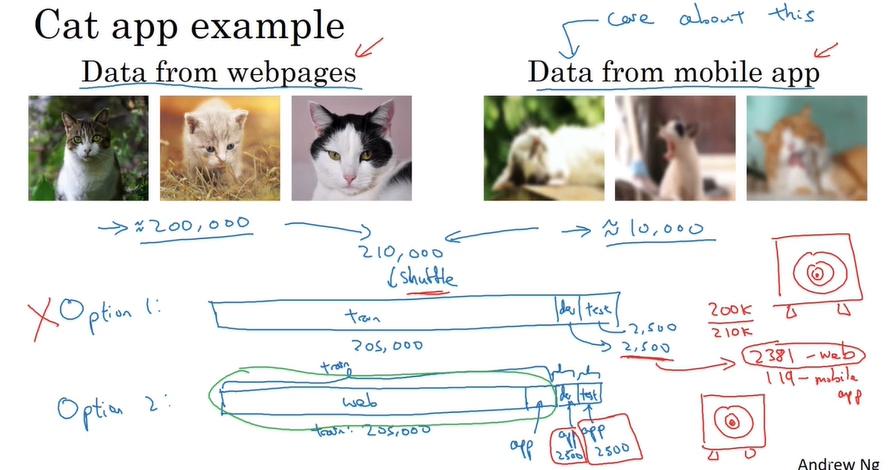 Cat app example
care about this
Data from webpages
Data from mobile app
→ ≈ 200,000
→ ≈ 10,000
210,000
↓ shuffle
X Option 1:
train
dev
test
2,500
2,500
205,000
200K
210K
2381 - web
119 - mobile
app
Option 2:
train
web
app
dev
test
train: 205,000
app
app
2500
app
2500
Andrew Ng